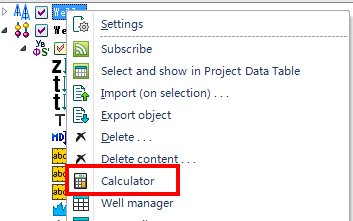 Settings
Subscribe
Select and show in Project Data Table
Import (on selection) . . .
Export object
Delete . . .
Delete content . . .
Calculator
Well manager